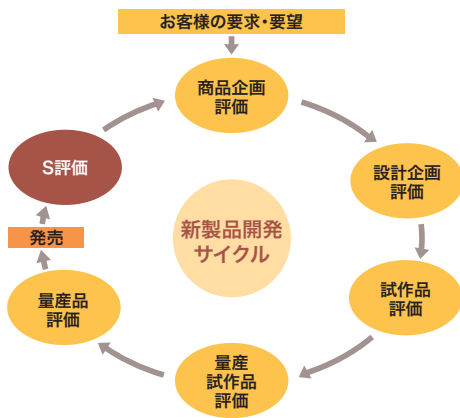 お客様の要求・要望
商品企画
評価
設計企画
評価
試作品
評価
量産
試作品
評価
量産品
評価
発売
S評価
新製品開発
サイクル